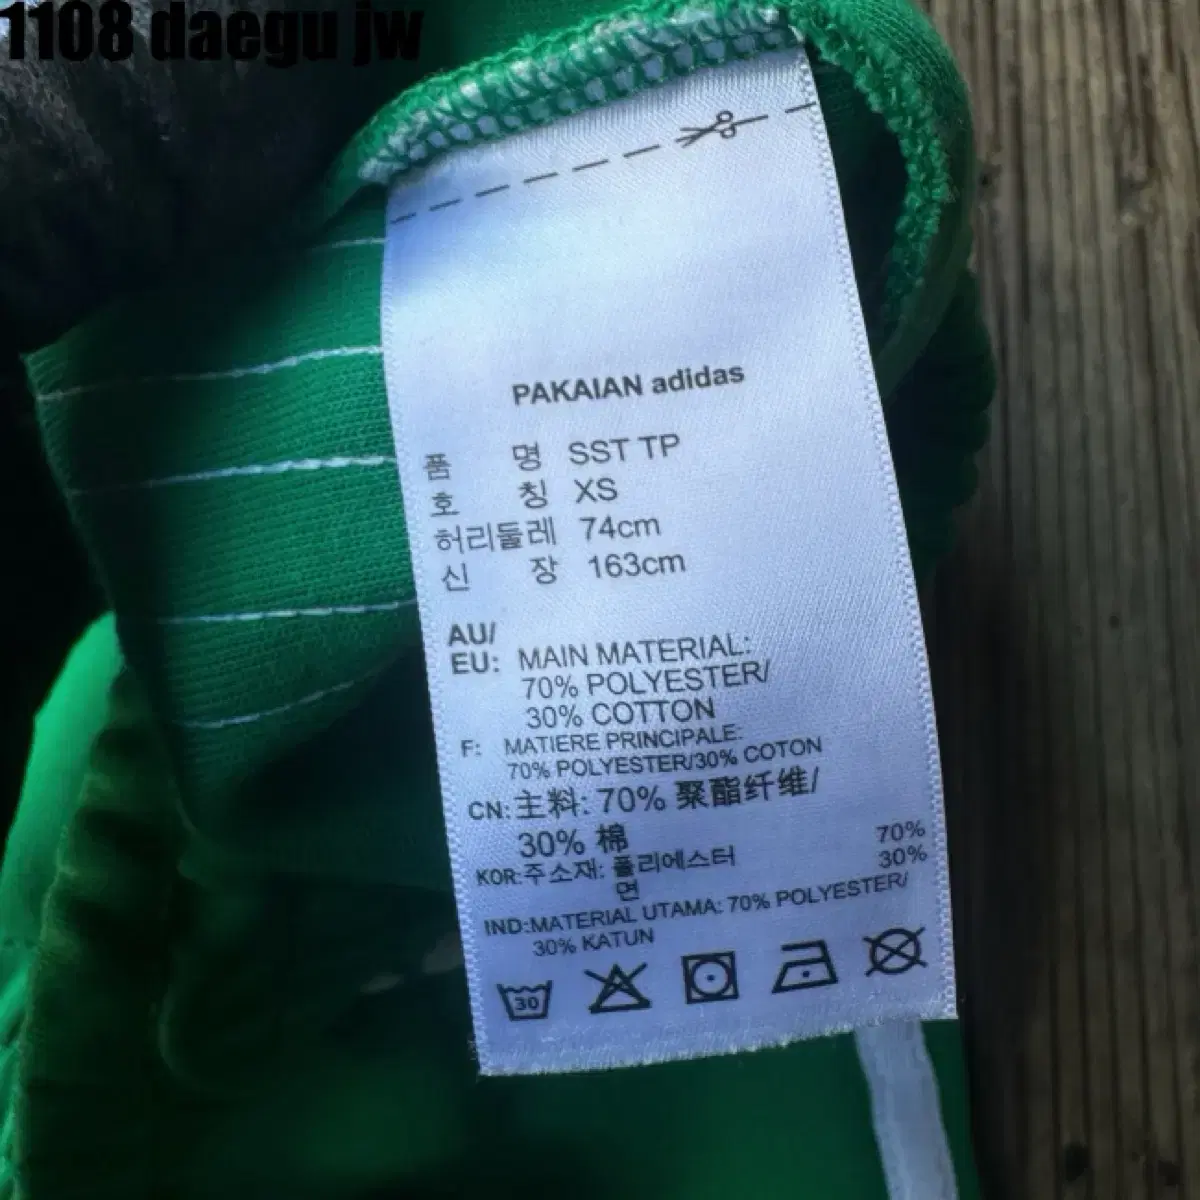 1108 daegu jw
PAKAIAN adidas
품 명 SST TP
호 칭 XS
허리둘레 74cm
신 장 163cm
AU/
EU: MAIN MATERIAL:
70% POLYESTER/
30% COTTON
F: MATIERE PRINCIPALE:
70% POLYESTER/30% COTON
CN: 主料: 70% 聚酯纤维/
30% 棉
KOR:주소재: 폴리에스터 70%
면 30%
IND:MATERIAL UTAMA: 70% POLYESTER/
30% KATUN
30